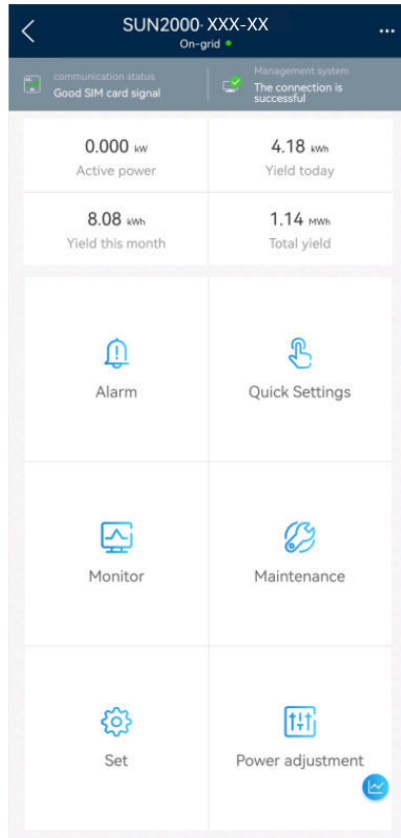 SUN2000-XXX-XX
On-grid
communication status
Good SIM card signal
Management system
The connection is
successful
0.000 kW
Active power
4.18 kWh
Yield today
8.08 kWh
Yield this month
1.14 MWh
Total yield
Alarm
Quick Settings
Monitor
Maintenance
Set
Power adjustment